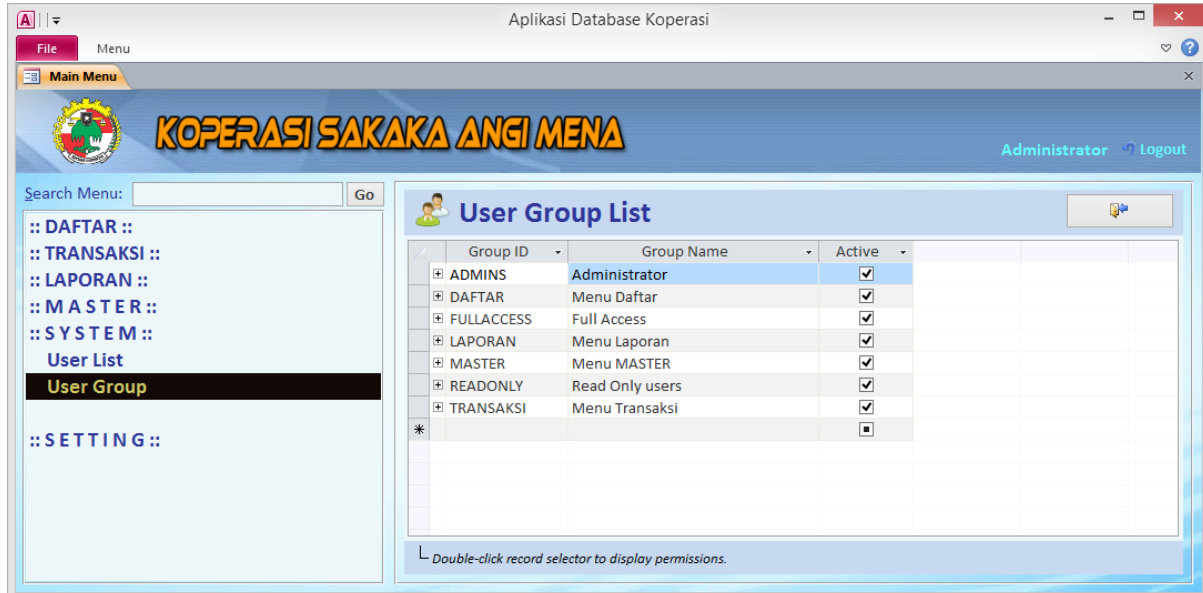 Aplikasi Database Koperasi
File Menu
Main Menu
KOPERASI SAKAKA ANGI MENA
Administrator Logout
Search Menu: Go
:: DAFTAR ::
:: TRANSAKSI ::
:: LAPORAN ::
:: M A S T E R ::
:: S Y S T E M ::
User List
User Group
:: S E T T I N G ::
User Group List
Group ID Group Name Active
ADMINS Administrator
DAFTAR Menu Daftar
FULLACCESS Full Access
LAPORAN Menu Laporan
MASTER Menu MASTER
READONLY Read Only users
TRANSAKSI Menu Transaksi
Double-click record selector to display permissions.